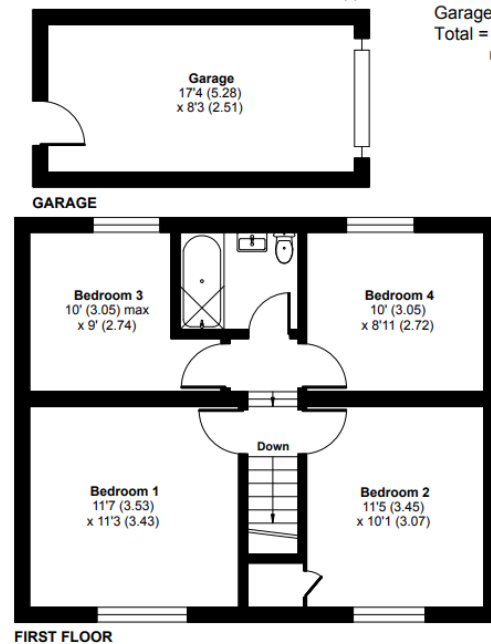 Garage
Total =
Garage
17'4 (5.28)
x 8'3 (2.51)
GARAGE
Bedroom 3
10' (3.05) max
x 9' (2.74)
Bedroom 4
10' (3.05)
x 8'11 (2.72)
Down
Bedroom 1
11'7 (3.53)
x 11'3 (3.43)
Bedroom 2
11'5 (3.45)
x 10'1 (3.07)
FIRST FLOOR